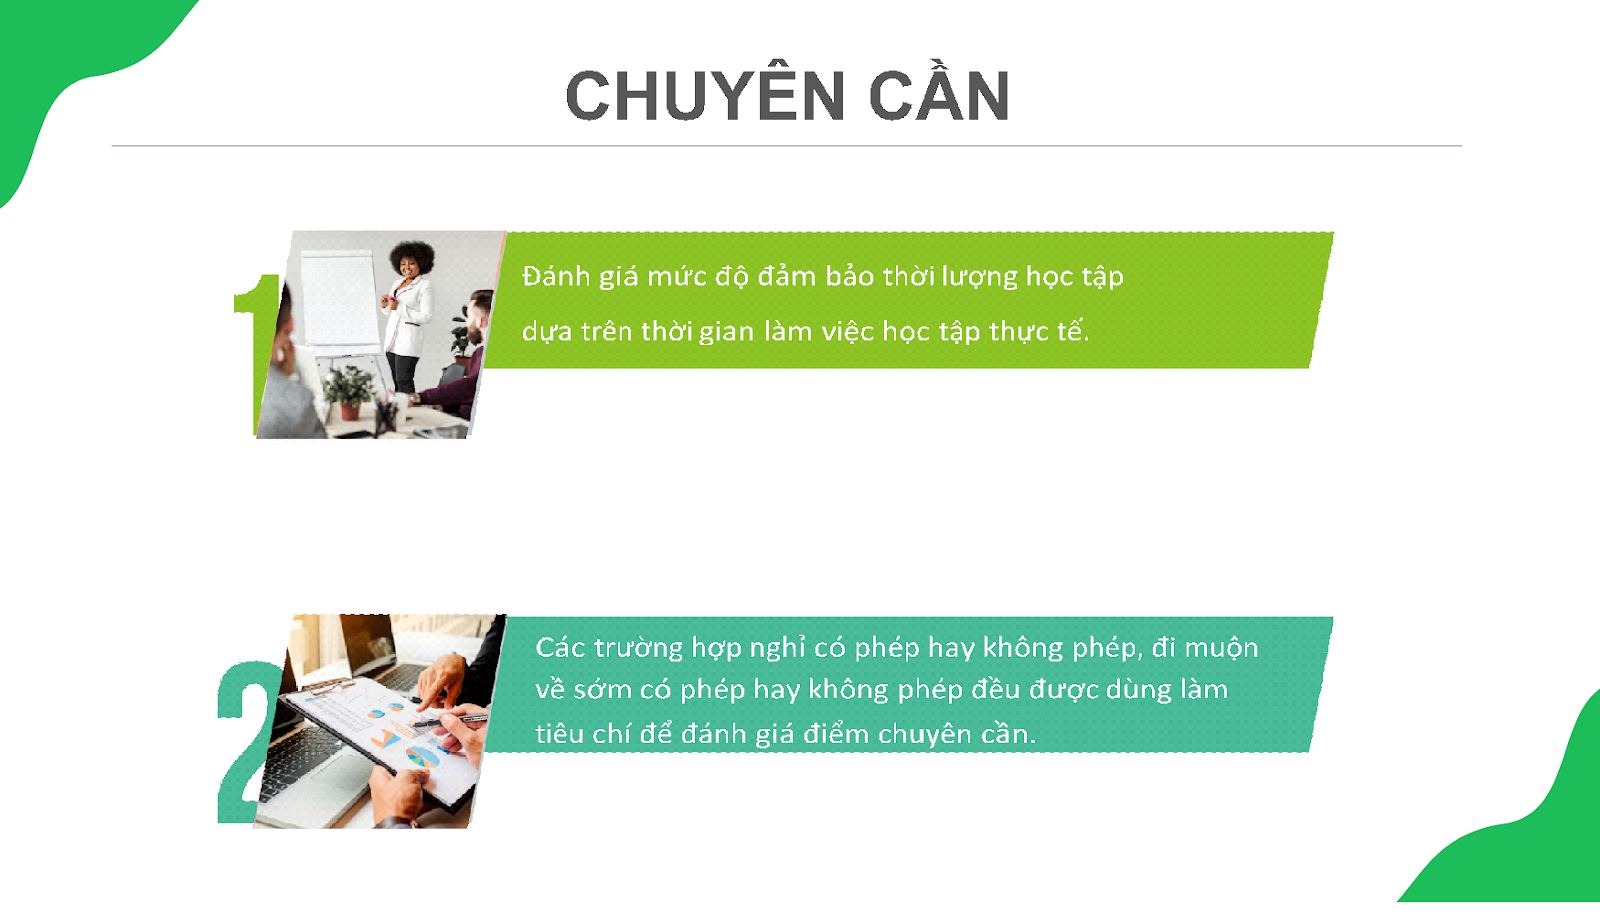 CHUYÊN CẦN
1
Đánh giá mức độ đảm bảo thời lượng học tập
dựa trên thời gian làm việc học tập thực tế.
2
Các trường hợp nghỉ có phép hay không phép, đi muộn
về sớm có phép hay không phép đều được dùng làm
tiêu chí để đánh giá điểm chuyên cần.